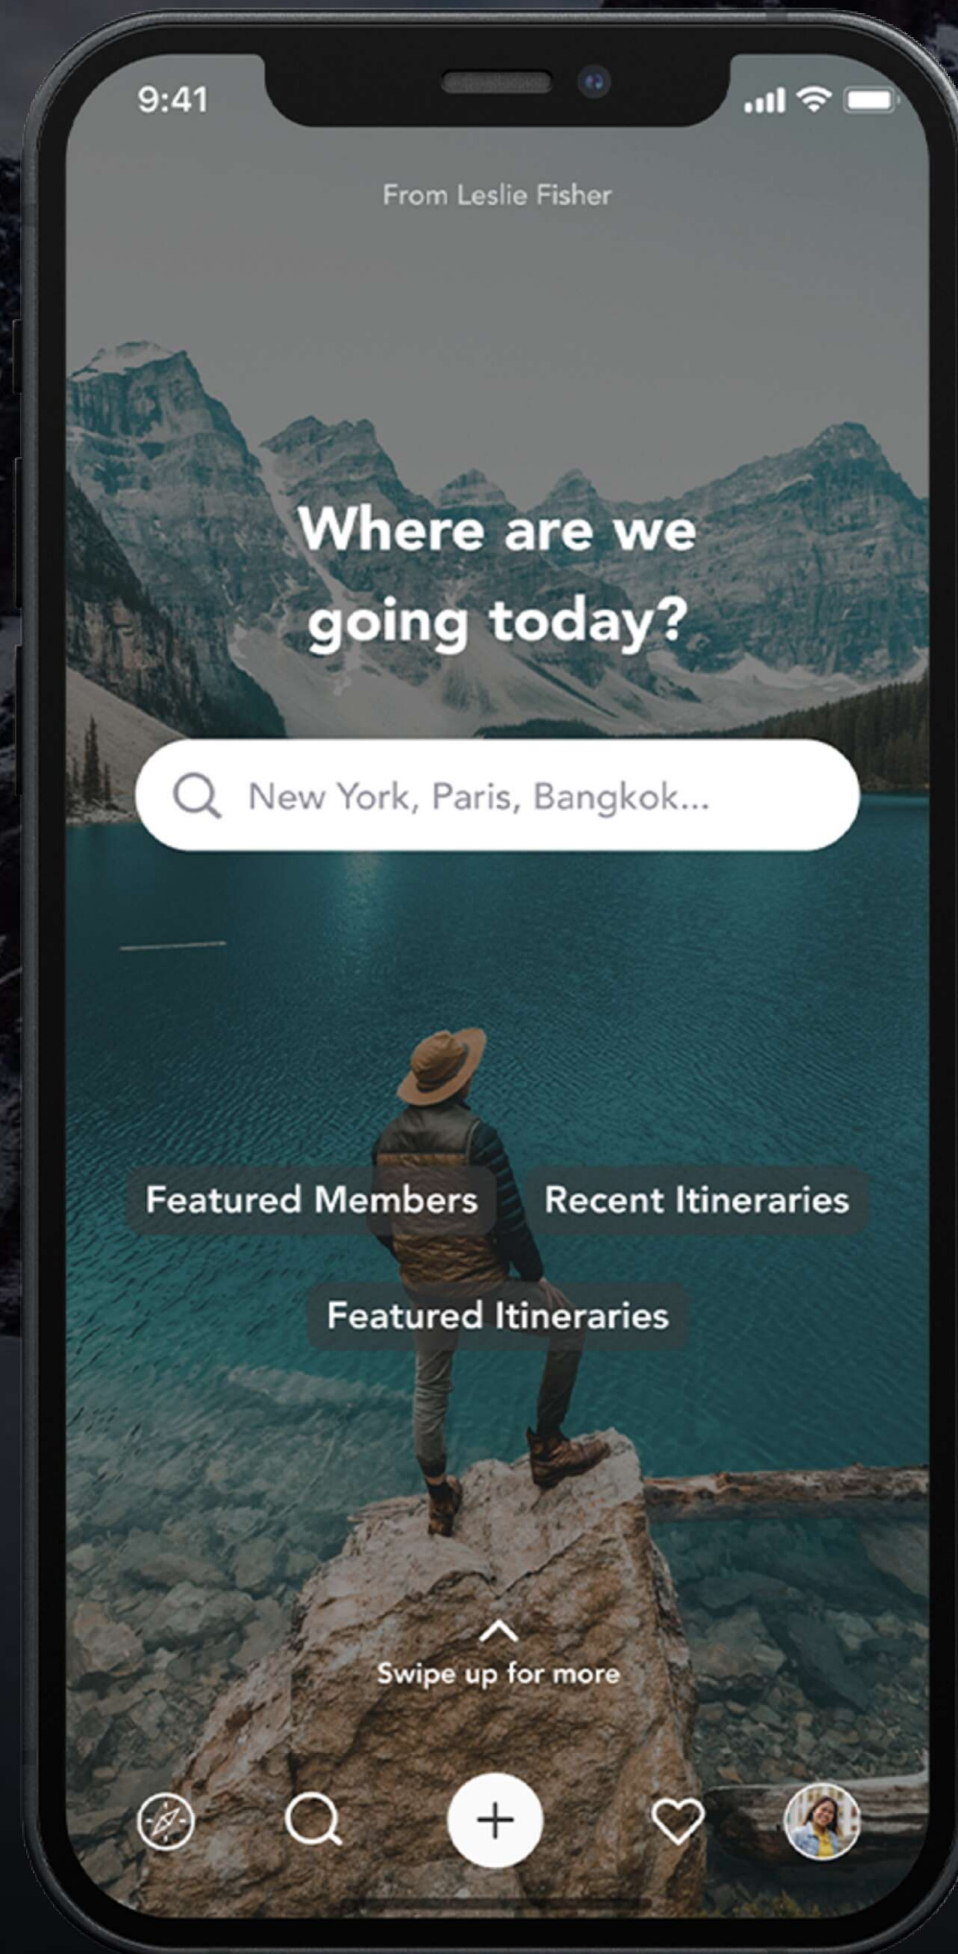 9:41
From Leslie Fisher
Where are we
going today?
New York, Paris, Bangkok...
Featured Members
Recent Itineraries
Featured Itineraries
Swipe up for more